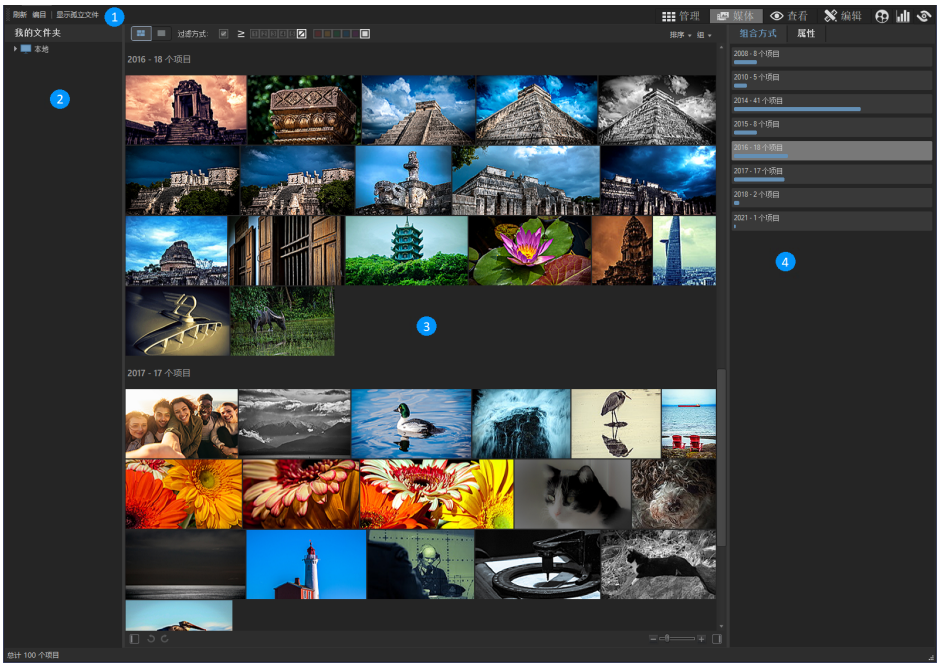 刷新 编目 显示孤立文件 1
管理 媒体 查看 编辑
我的文件夹
过滤方式:
排序 组
组合方式 属性
本地
2
2016 - 18 个项目
2008 - 8 个项目
2010 - 5 个项目
2014 - 41 个项目
2015 - 8 个项目
2016 - 18 个项目
2017 - 17 个项目
2018 - 2 个项目
2021 - 1 个项目
4
3
2017 - 17 个项目
总计 100 个项目